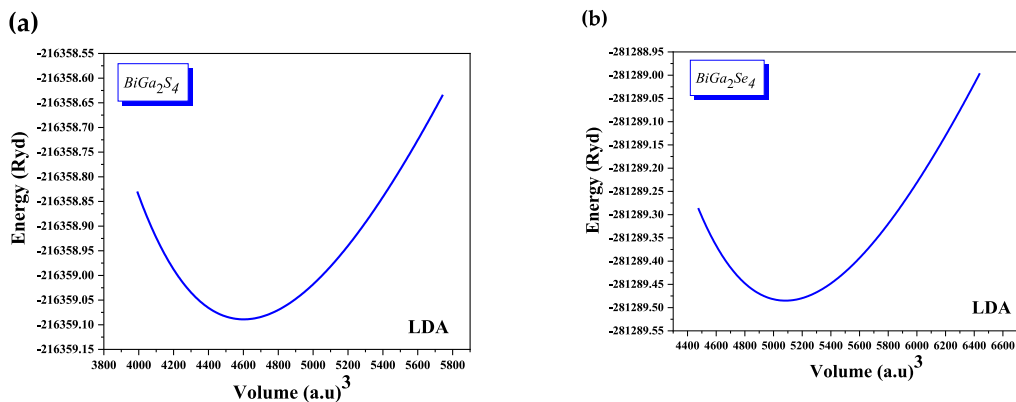 (a)
BiGa2S4
Energy (Ryd)
-216358.55
-216358.60
-216358.65
-216358.70
-216358.75
-216358.80
-216358.85
-216358.90
-216358.95
-216359.00
-216359.05
-216359.10
-216359.15
LDA
3800 4000 4200 4400 4600 4800 5000 5200 5400 5600 5800
Volume (a.u)3
(b)
BiGa2Se4
Energy (Ryd)
-281288.95
-281289.00
-281289.05
-281289.10
-281289.15
-281289.20
-281289.25
-281289.30
-281289.35
-281289.40
-281289.45
-281289.50
-281289.55
LDA
4400 4600 4800 5000 5200 5400 5600 5800 6000 6200 6400 6600
Volume (a.u)3